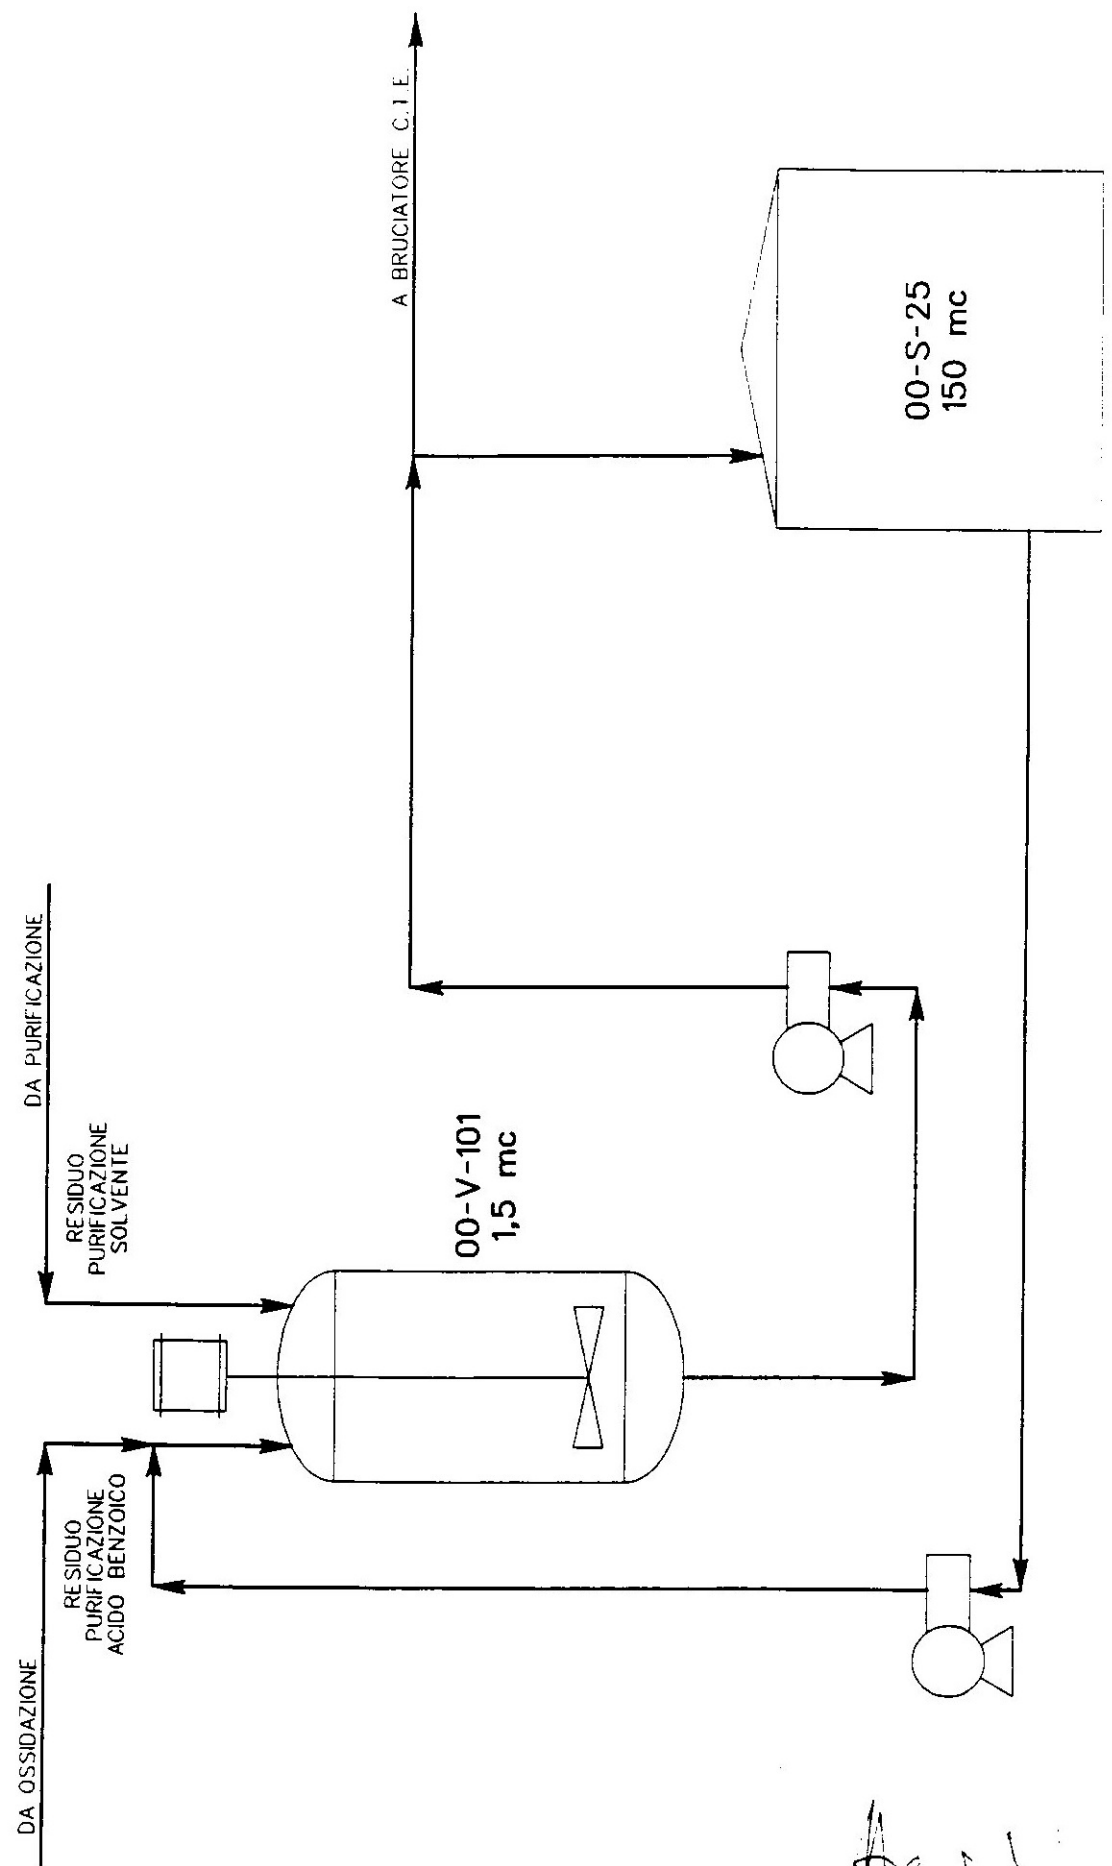 DA OSSIDAZIONE
RESIDUO
PURIFICAZIONE
ACIDO BENZOICO
DA PURIFICAZIONE
RESIDUO
PURIFICAZIONE
SOLVENTE
00-V-101
1,5 mc
A BRUCIATORE C.T.E.
00-S-25
150 mc